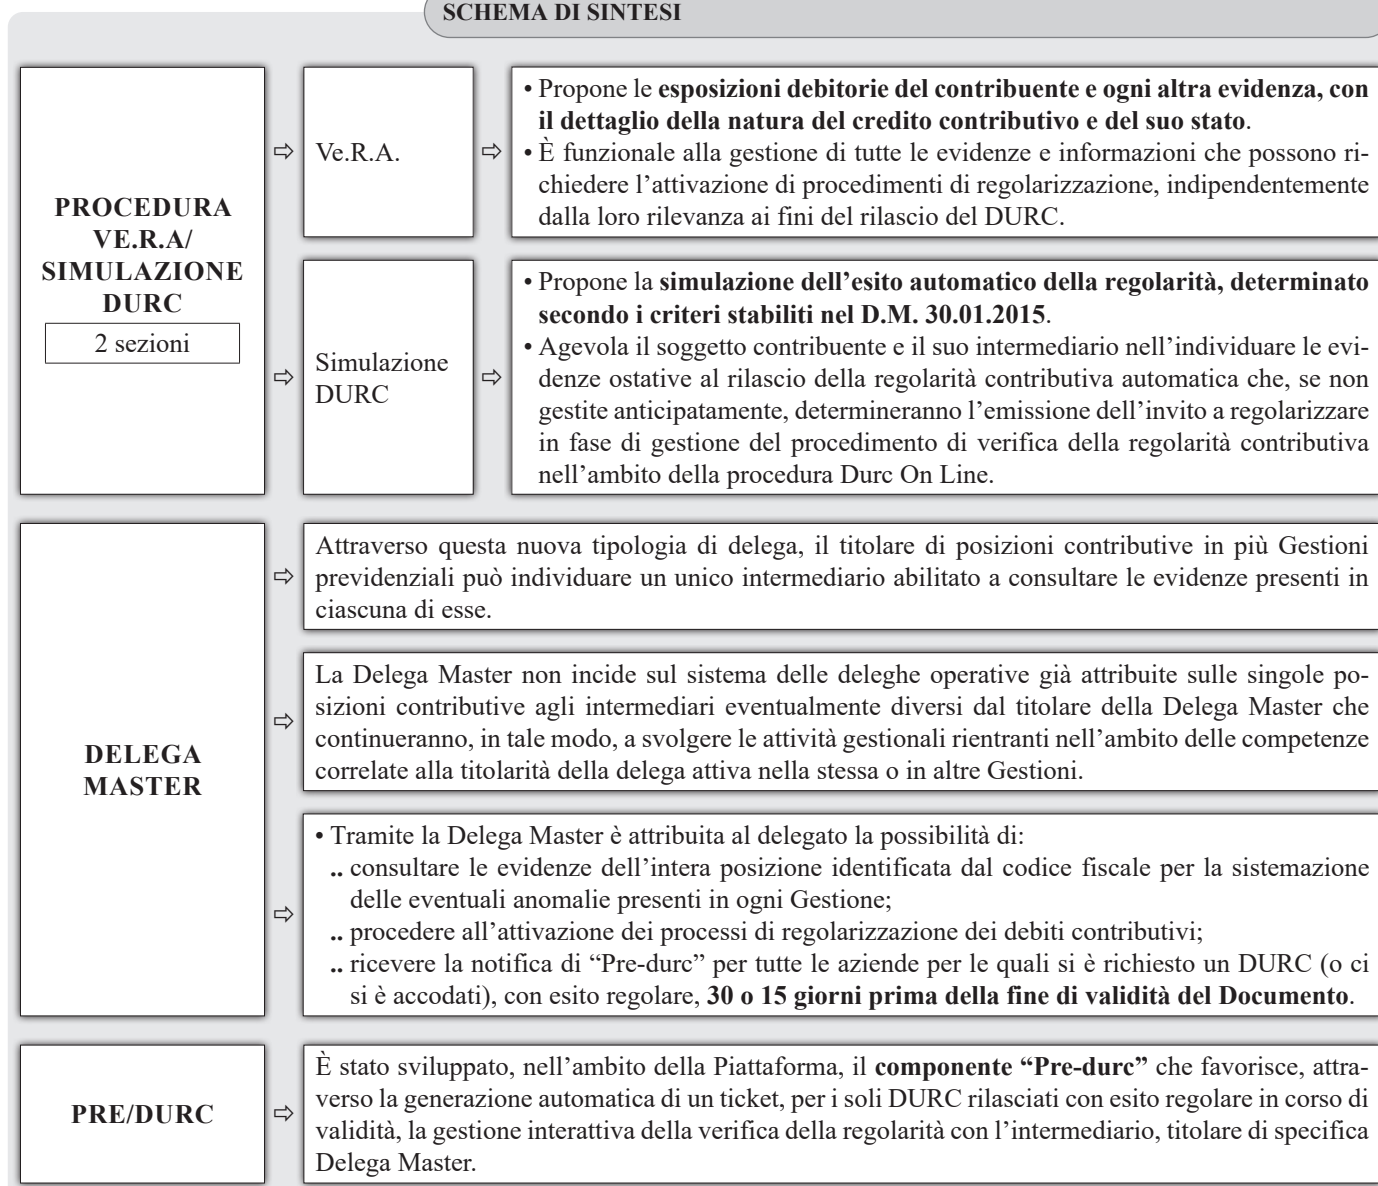 SCHEMA DI SINTESI
PROCEDURA
VE.R.A/
SIMULAZIONE
DURC
2 sezioni
Ve.R.A.
• Propone le esposizioni debitorie del contribuente e ogni altra evidenza, con
il dettaglio della natura del credito contributivo e del suo stato.
• È funzionale alla gestione di tutte le evidenze e informazioni che possono ri-
chiedere l’attivazione di procedimenti di regolarizzazione, indipendentemente
dalla loro rilevanza ai fini del rilascio del DURC.
Simulazione
DURC
• Propone la simulazione dell’esito automatico della regolarità, determinato
secondo i criteri stabiliti nel D.M. 30.01.2015.
• Agevola il soggetto contribuente e il suo intermediario nell’individuare le evi-
denze ostative al rilascio della regolarità contributiva automatica che, se non
gestite anticipatamente, determineranno l’emissione dell’invito a regolarizzare
in fase di gestione del procedimento di verifica della regolarità contributiva
nell’ambito della procedura Durc On Line.
DELEGA
MASTER
Attraverso questa nuova tipologia di delega, il titolare di posizioni contributive in più Gestioni
previdenziali può individuare un unico intermediario abilitato a consultare le evidenze presenti in
ciascuna di esse.
La Delega Master non incide sul sistema delle deleghe operative già attribuite sulle singole po-
sizioni contributive agli intermediari eventualmente diversi dal titolare della Delega Master che
continueranno, in tale modo, a svolgere le attività gestionali rientranti nell’ambito delle competenze
correlate alla titolarità della delega attiva nella stessa o in altre Gestioni.
• Tramite la Delega Master è attribuita al delegato la possibilità di:
.. consultare le evidenze dell’intera posizione identificata dal codice fiscale per la sistemazione
delle eventuali anomalie presenti in ogni Gestione;
.. procedere all’attivazione dei processi di regolarizzazione dei debiti contributivi;
.. ricevere la notifica di “Pre-durc” per tutte le aziende per le quali si è richiesto un DURC (o ci
si è accodati), con esito regolare, 30 o 15 giorni prima della fine di validità del Documento.
PRE/DURC
È stato sviluppato, nell’ambito della Piattaforma, il componente “Pre-durc” che favorisce, attra-
verso la generazione automatica di un ticket, per i soli DURC rilasciati con esito regolare in corso di
validità, la gestione interattiva della verifica della regolarità con l’intermediario, titolare di specifica
Delega Master.